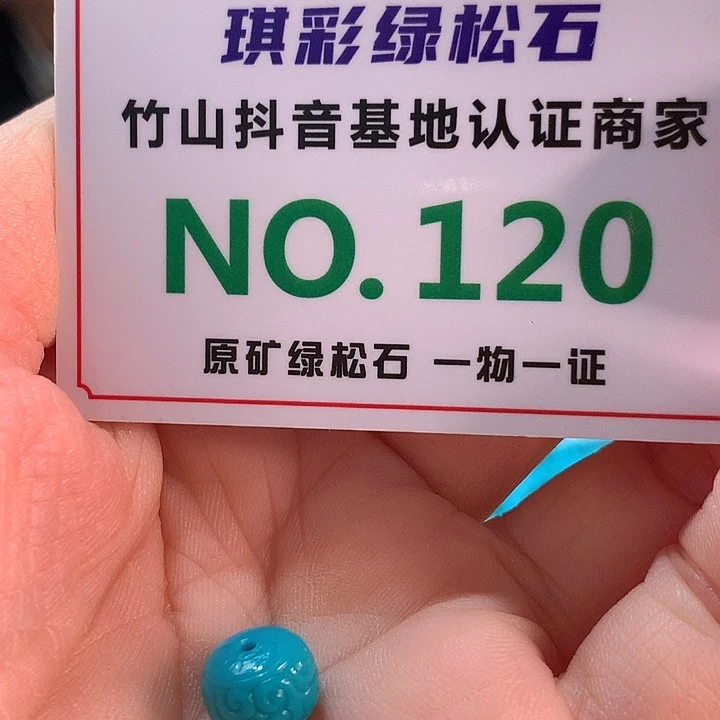 琪彩绿松石
竹山抖音基地认证商家
NO.120
原矿绿松石 一物一证